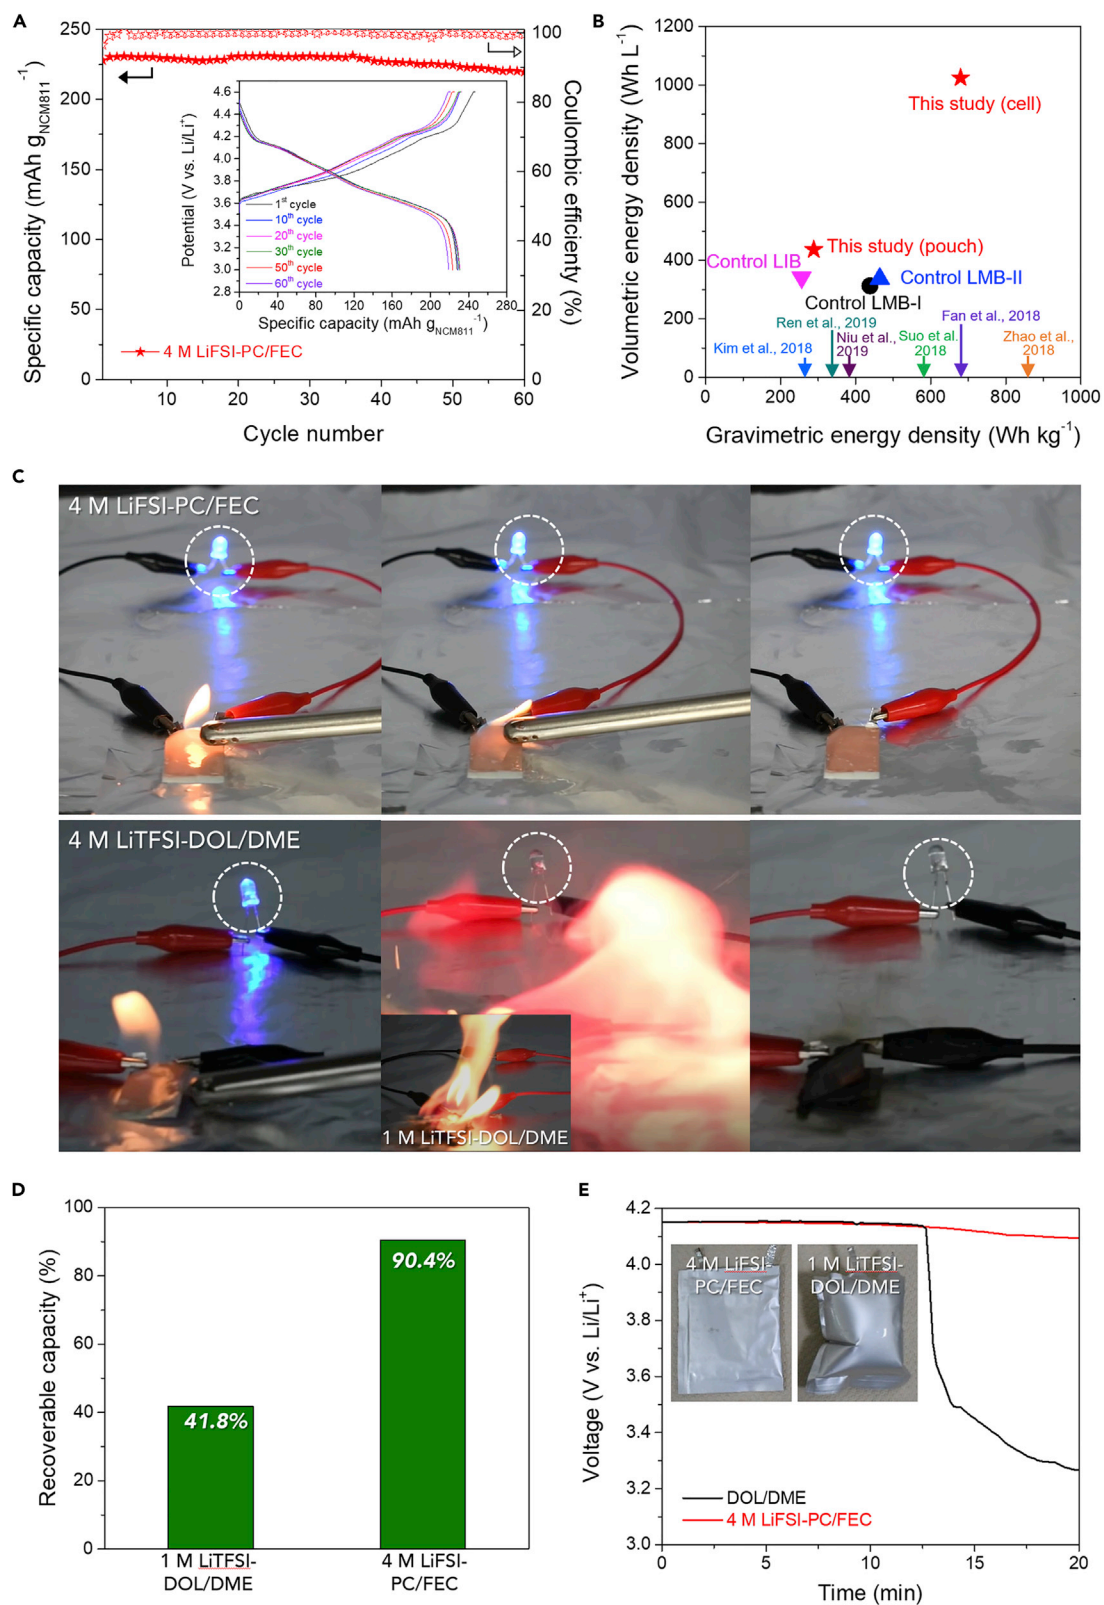 A
250
200
150
100
50
0
Specific capacity (mAh gNCM811-1)
100
80
60
40
20
0
Coulombic efficienty (%)
10
20
30
40
50
60
Cycle number
4 M LiFSI-PC/FEC
4.6
4.4
4.2
4.0
3.8
3.6
3.4
3.2
3.0
2.8
Potential (V vs. Li/Li+)
1st cycle
10th cycle
20th cycle
30th cycle
50th cycle
60th cycle
0
40
80
120
160
200
240
280
Specific capacity (mAh gNCM811-1)
B
1200
1000
800
600
400
200
0
Volumetric energy density (Wh L-1)
This study (cell)
This study (pouch)
Control LIB
Control LMB-II
Control LMB-I
Ren et al., 2019
Fan et al., 2018
Kim et al., 2018
Niu et al.,
2019
Suo et al.
2018
Zhao et al.,
2018
0
200
400
600
800
1000
Gravimetric energy density (Wh kg-1)
C
4 M LiFSI-PC/FEC
4 M LiTFSI-DOL/DME
1 M LiTFSI-DOL/DME
D
100
80
60
40
20
0
Recoverable capacity (%)
41.8%
90.4%
1 M LiTFSI-
DOL/DME
4 M LiFSI-
PC/FEC
E
4.2
4.0
3.8
3.6
3.4
3.2
3.0
Voltage (V vs. Li/Li+)
4 M LiFSI-
PC/FEC
1 M LiTFSI-
DOL/DME
DOL/DME
4 M LiFSI-PC/FEC
0
5
10
15
20
Time (min)